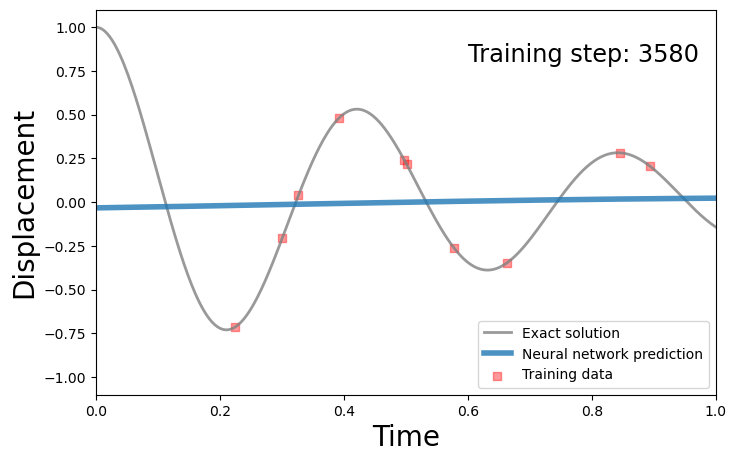 Training step: 3580
1.00
0.75
0.50
0.25
0.00
−0.25
−0.50
−0.75
−1.00
Displacement
Exact solution
Neural network prediction
Training data
0.0 0.2 0.4 0.6 0.8 1.0
Time